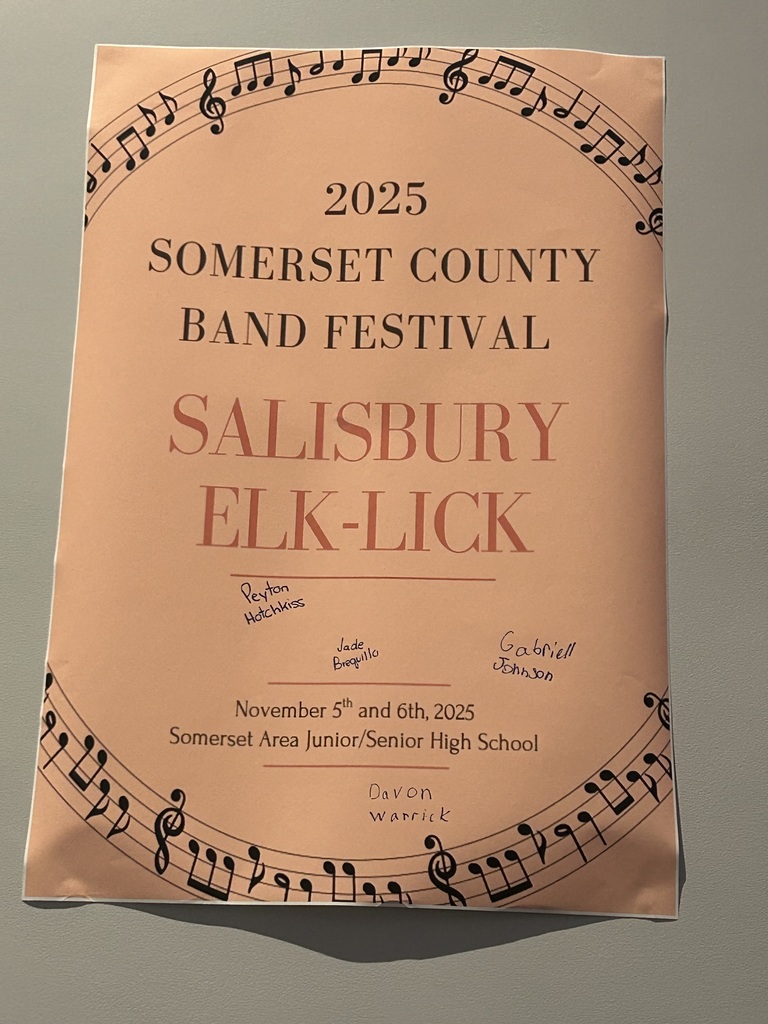 2025
SOMERSET COUNTY
BAND FESTIVAL
SALISBURY
ELK-LICK
Peyton
Hotchkiss
Jade
Brequillo
Gabriell
Johnson
November 5th and 6th, 2025
Somerset Area Junior/Senior High School
Davon
Warrick